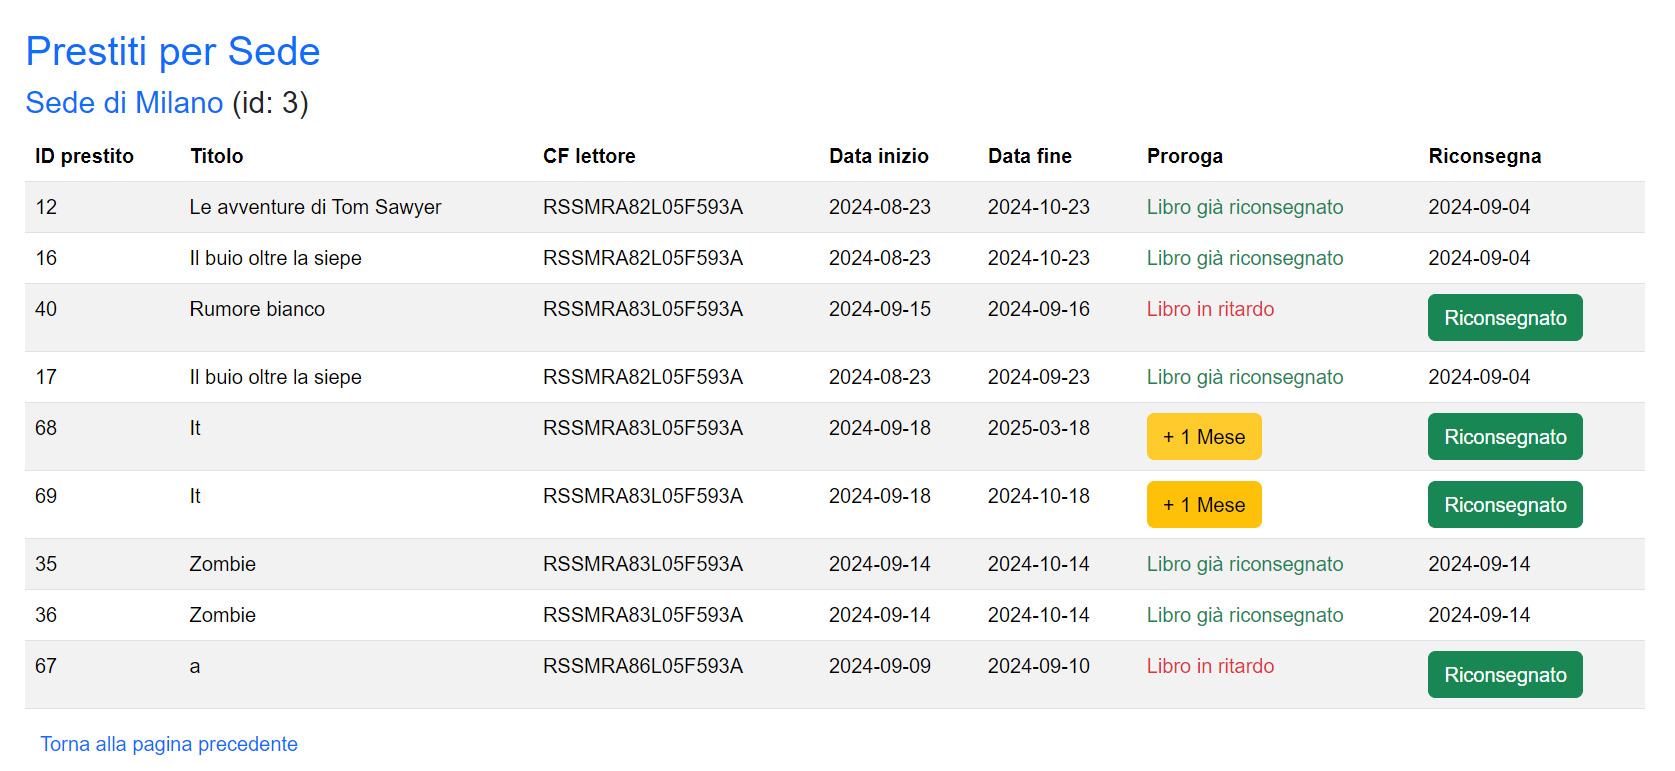 Prestiti per Sede
Sede di Milano (id: 3)
ID prestito Titolo CF lettore Data inizio Data fine Proroga Riconsegna
12 Le avventure di Tom Sawyer RSSMRA82L05F593A 2024-08-23 2024-10-23 Libro già riconsegnato 2024-09-04
16 Il buio oltre la siepe RSSMRA82L05F593A 2024-08-23 2024-10-23 Libro già riconsegnato 2024-09-04
40 Rumore bianco RSSMRA83L05F593A 2024-09-15 2024-09-16 Libro in ritardo Riconsegnato
17 Il buio oltre la siepe RSSMRA82L05F593A 2024-08-23 2024-09-23 Libro già riconsegnato 2024-09-04
68 It RSSMRA83L05F593A 2024-09-18 2025-03-18 + 1 Mese Riconsegnato
69 It RSSMRA83L05F593A 2024-09-18 2024-10-18 + 1 Mese Riconsegnato
35 Zombie RSSMRA83L05F593A 2024-09-14 2024-10-14 Libro già riconsegnato 2024-09-14
36 Zombie RSSMRA83L05F593A 2024-09-14 2024-10-14 Libro già riconsegnato 2024-09-14
67 a RSSMRA86L05F593A 2024-09-09 2024-09-10 Libro in ritardo Riconsegnato
Torna alla pagina precedente